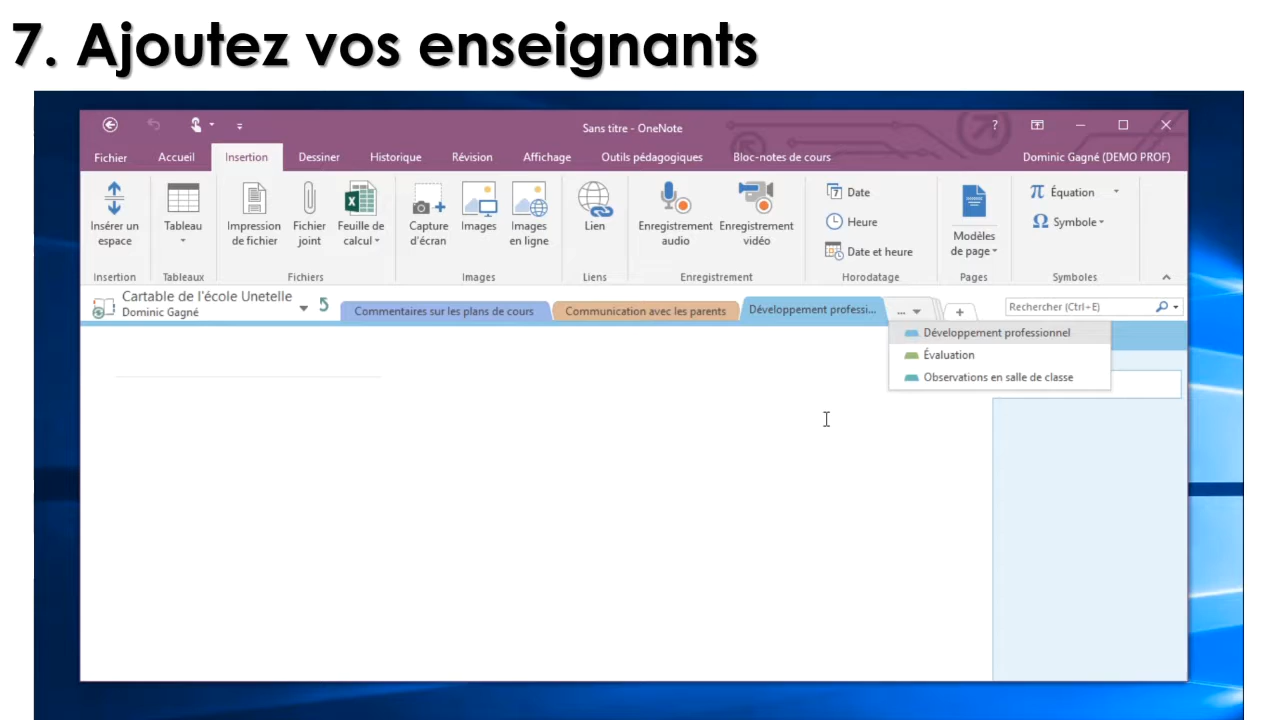 7. Ajoutez vos enseignants
Sans titre - OneNote
?
Fichier Accueil Insertion Dessiner Historique Révision Affichage Outils pédagogiques Bloc-notes de cours Dominic Gagné (DEMO PROF)
Insérer un espace
Tableau
Impression de fichier
Fichier joint
Feuille de calcul
Capture d'écran
Images
Images en ligne
Lien
Enregistrement audio
Enregistrement vidéo
7 Date
Heure
Date et heure
Modèles de page
π Équation
Ω Symbole
Insertion Tableaux Fichiers Images Liens Enregistrement Horodatage Pages Symboles
Cartable de l'école Unetelle
Dominic Gagné
Commentaires sur les plans de cours Communication avec les parents Développement professi... ... + Rechercher (Ctrl+E)
Développement professionnel
Évaluation
Observations en salle de classe